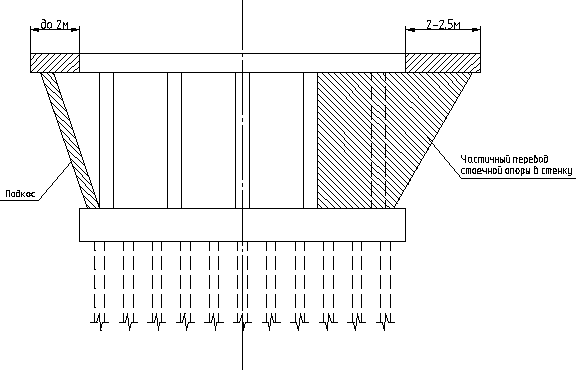 до 2м
2-2.5м
Частичный перевод
стоечной опоры в стенку
Подкос